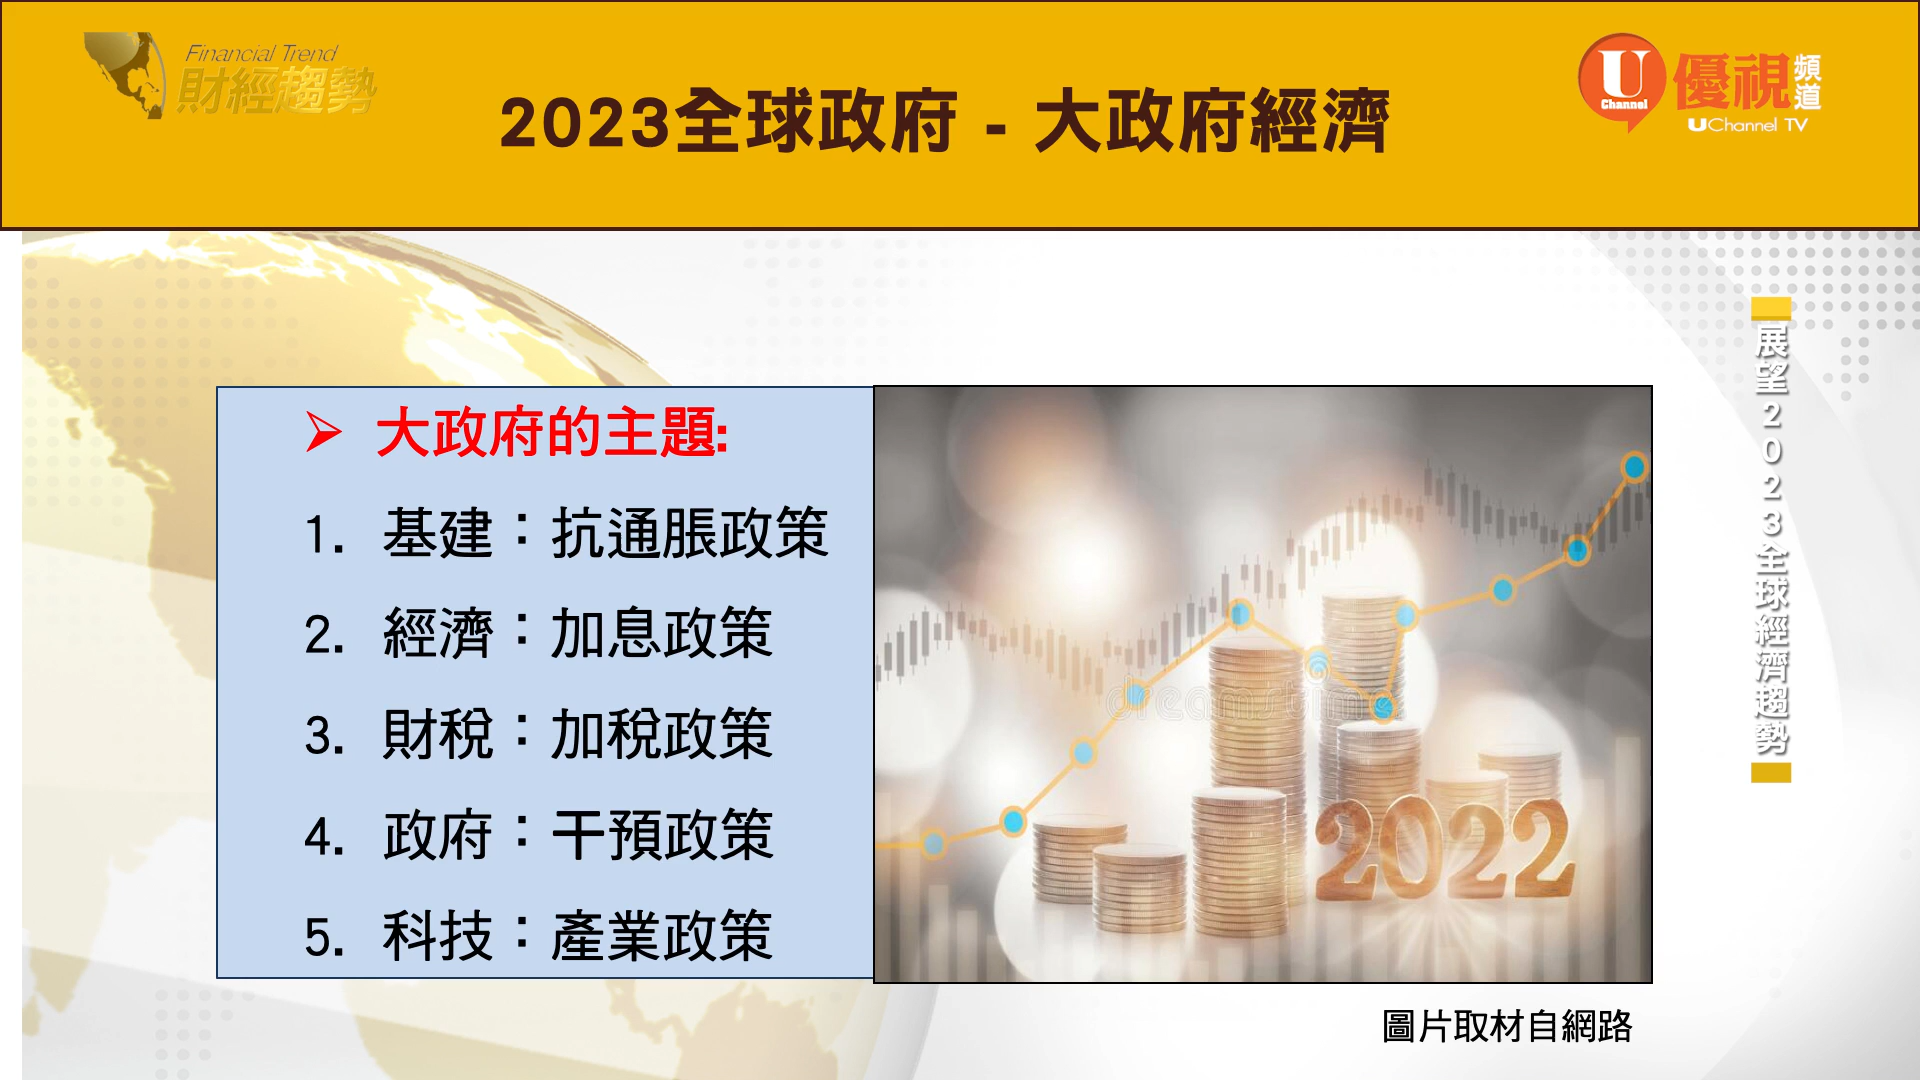 Financial Trend
財經趨勢
2023全球政府 - 大政府經濟
U
Channel
優視
頻道
UChannel TV
展望2023全球經濟趨勢
大政府的主題:
1. 基建：抗通脹政策
2. 經濟：加息政策
3. 財稅：加稅政策
4. 政府：干預政策
5. 科技：產業政策
dreamstime
2022
圖片取材自網路